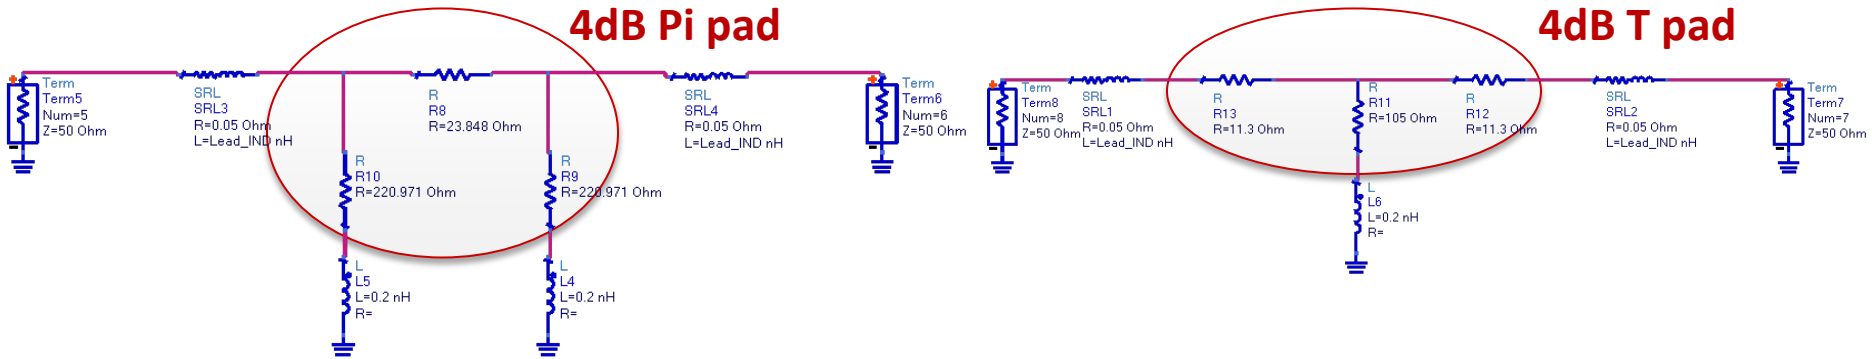 4dB Pi pad
Term
Term5
Num=5
Z=50 Ohm
SRL
SRL3
R=0.05 Ohm
L=Lead_IND nH
R
R8
R=23.848 Ohm
SRL
SRL4
R=0.05 Ohm
L=Lead_IND nH
Term
Term6
Num=6
Z=50 Ohm
R
R10
R=220.971 Ohm
R
R9
R=220.971 Ohm
L
L5
L=0.2 nH
R=
L
L4
L=0.2 nH
R=
4dB T pad
Term
Term8
Num=8
Z=50 Ohm
SRL
SRL1
R=0.05 Ohm
L=Lead_IND nH
R
R13
R=11.3 Ohm
R
R11
R=105 Ohm
R
R12
R=11.3 Ohm
SRL
SRL2
R=0.05 Ohm
L=Lead_IND nH
Term
Term7
Num=7
Z=50 Ohm
L
L6
L=0.2 nH
R=